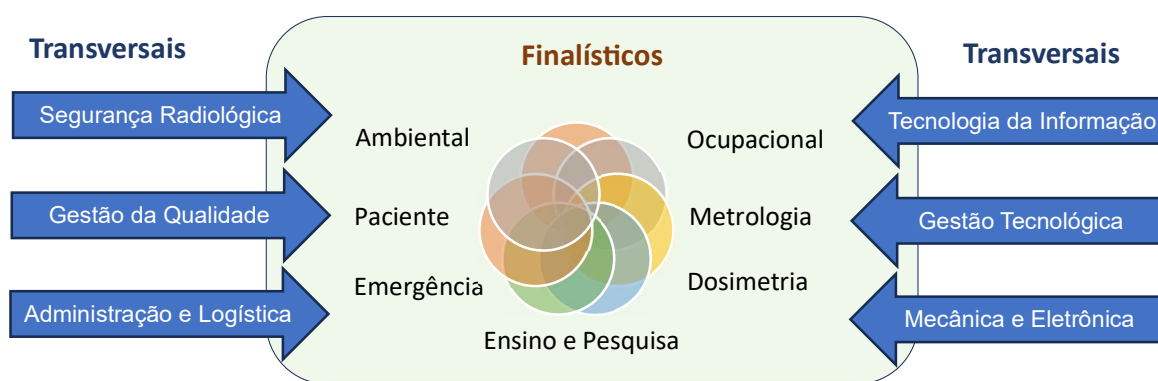 Transversais
Finalísticos
Transversais
Segurança Radiológica
Gestão da Qualidade
Administração e Logística
Ambiental
Paciente
Emergência
Ocupacional
Metrologia
Dosimetria
Ensino e Pesquisa
Tecnologia da Informação
Gestão Tecnológica
Mecânica e Eletrônica